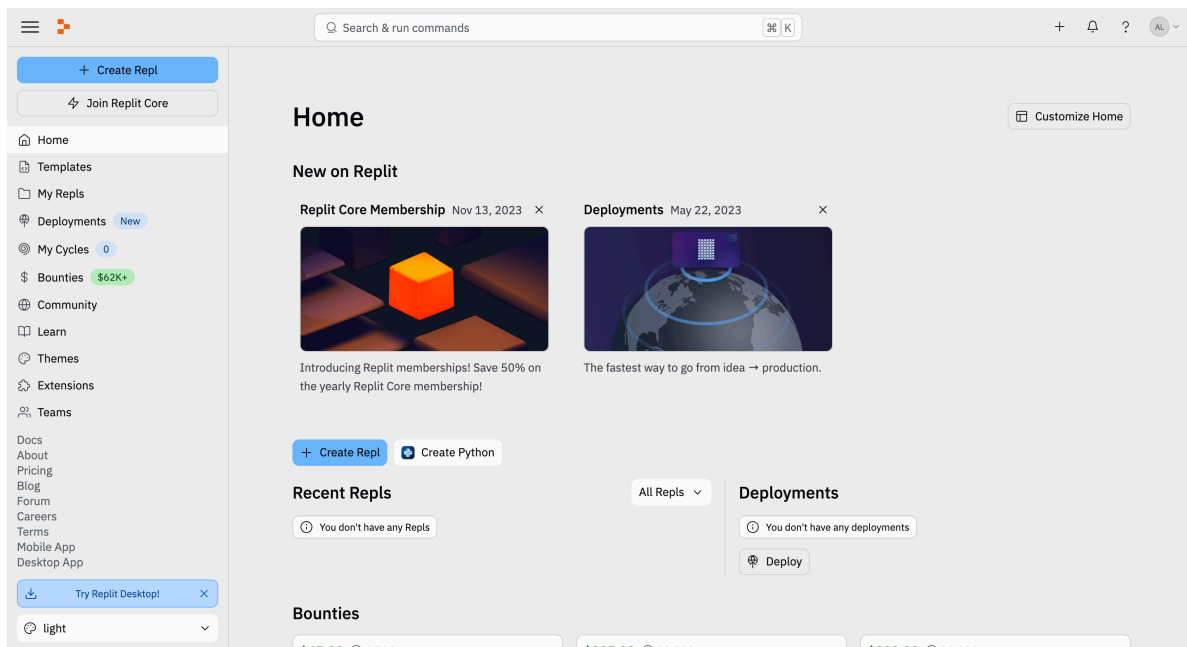 Search & run commands
⌘ K
?
AL
+ Create Repl
Join Replit Core
Home
Templates
My Repls
Deployments New
My Cycles 0
Bounties $62K+
Community
Learn
Themes
Extensions
Teams
Docs
About
Pricing
Blog
Forum
Careers
Terms
Mobile App
Desktop App
Try Replit Desktop!
light
Home
Customize Home
New on Replit
Replit Core Membership Nov 13, 2023
Introducing Replit memberships! Save 50% on
the yearly Replit Core membership!
Deployments May 22, 2023
The fastest way to go from idea → production.
+ Create Repl
Create Python
Recent Repls
All Repls
You don't have any Repls
Deployments
You don't have any deployments
Deploy
Bounties